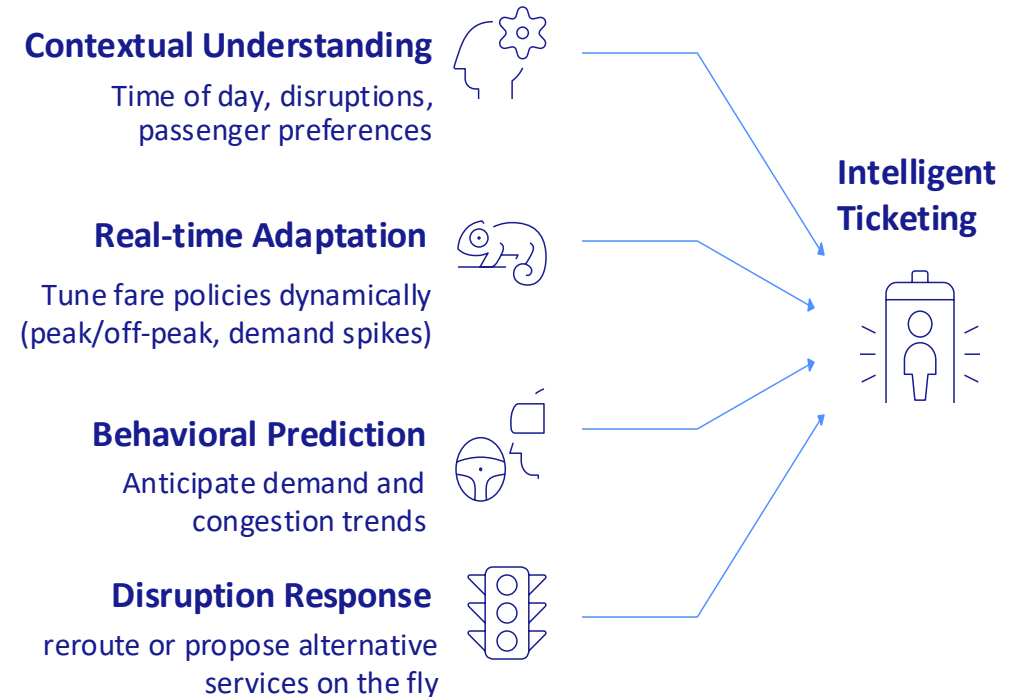 Contextual Understanding
Time of day, disruptions,
passenger preferences
Real-time Adaptation
Tune fare policies dynamically
(peak/off-peak, demand spikes)
Behavioral Prediction
Anticipate demand and
congestion trends
Disruption Response
reroute or propose alternative
services on the fly
Intelligent
Ticketing